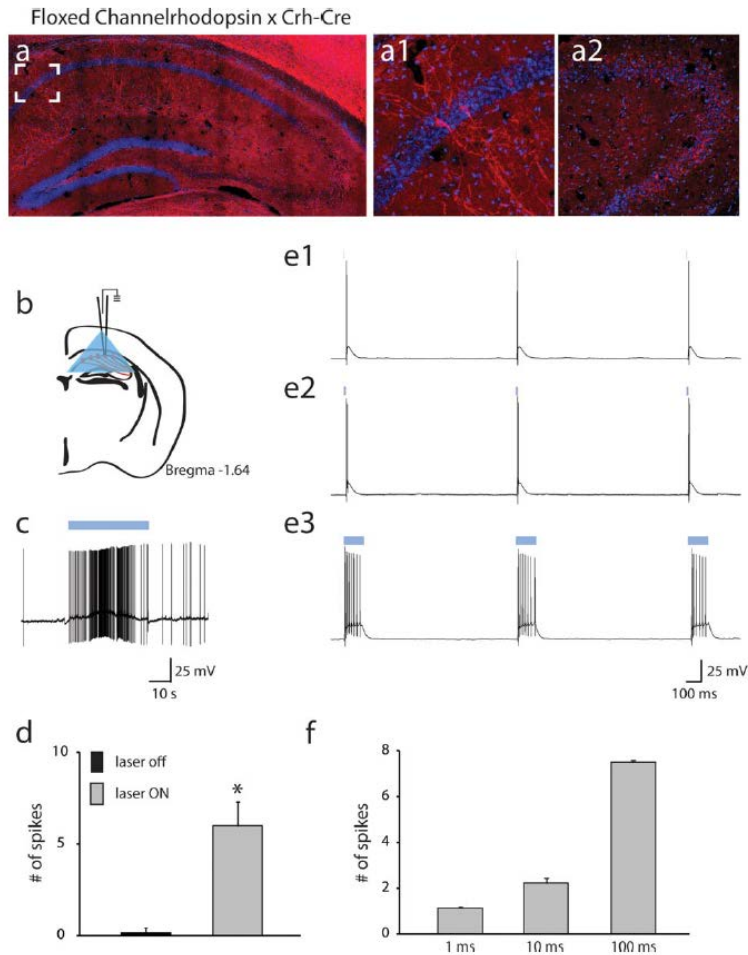 Floxed Channelrhodopsin x Crh-Cre
a
a1
a2
b
Bregma -1.64
c
25 mV
10 s
e1
e2
e3
25 mV
100 ms
d
10
5
0
# of spikes
laser off
laser ON
*
f
8
6
4
2
0
# of spikes
1 ms
10 ms
100 ms